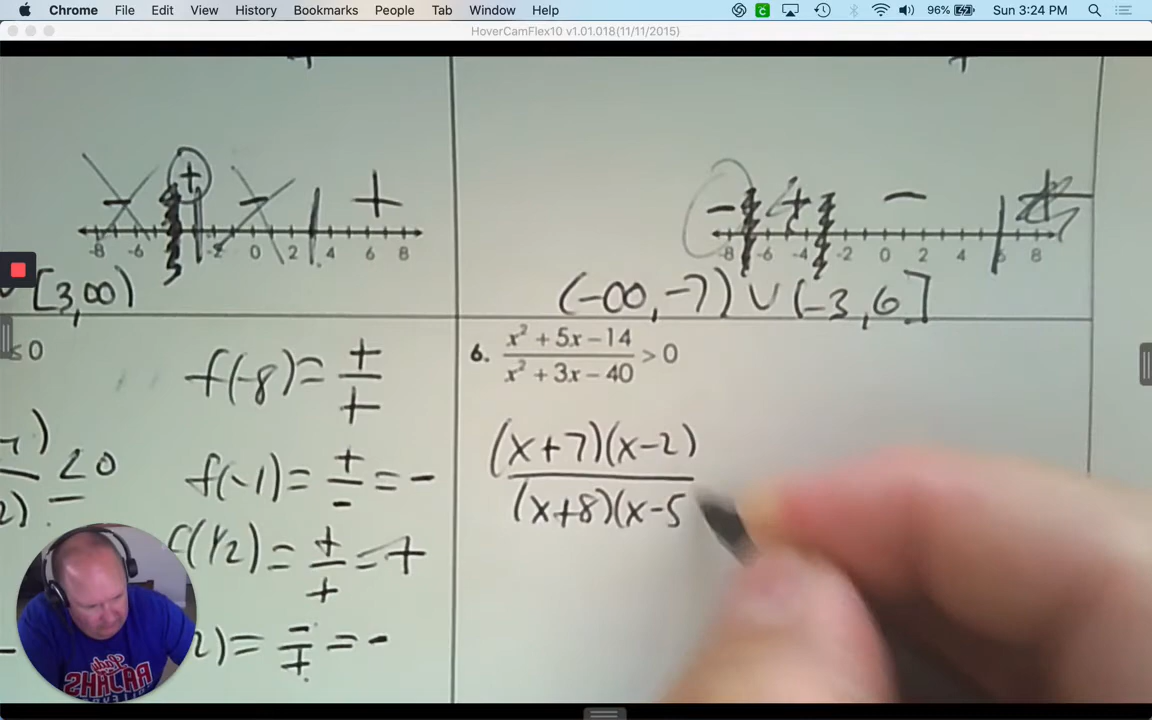 Chrome File Edit View History Bookmarks People Tab Window Help 96% Sun 3:24 PM
HoverCamFlex10 v1.01.018(11/11/2015)
- + - +
-8 -6 -2 0 2 4 6 8
[3,∞)
- + - +
-8 -6 -4 -2 0 2 4 6 8
(-∞,-7) ∪ (-3,6]
≤0
f(-8)= +/+
≤0
f(-1)= +/- = -
f(1/2)= +/+ = +
2)= -/+ = -
6. x² + 5x - 14 / x² + 3x - 40 > 0
(x+7)(x-2)
(x+8)(x-5